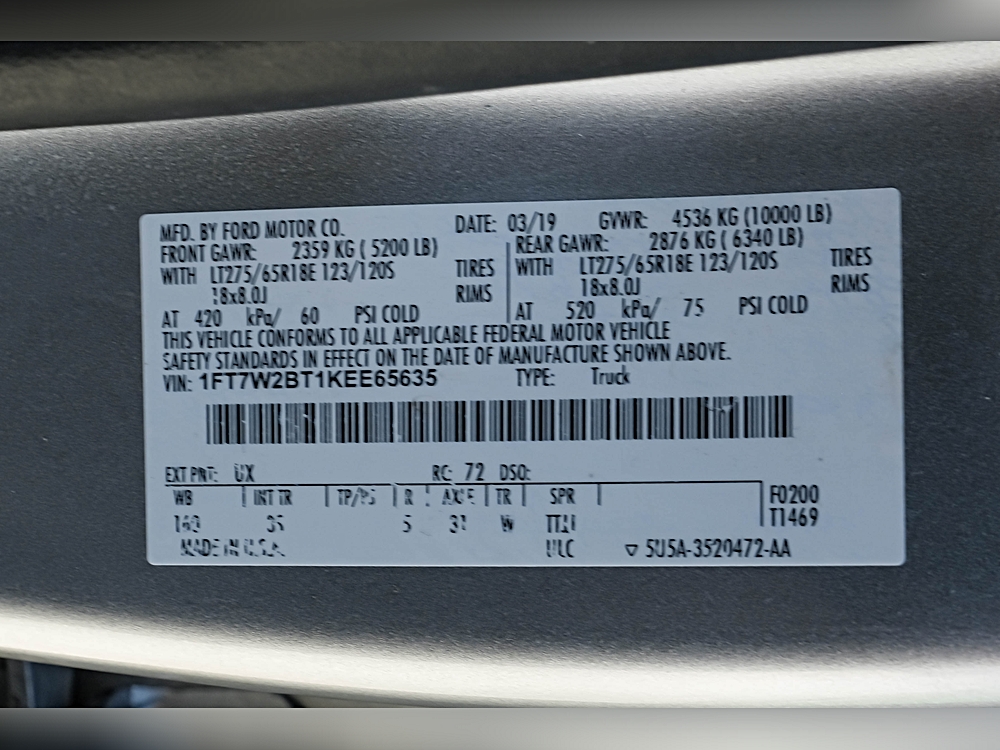 MFD. BY FORD MOTOR CO. DATE: 03/19 GVWR: 4536 KG (10000 LB)
FRONT GAWR: 2359 KG ( 5200 LB) REAR GAWR: 2876 KG ( 6340 LB)
WITH LT275/65R18E 123/120S TIRES WITH LT275/65R18E 123/120S TIRES
18x8.0J RIMS 18x8.0J RIMS
AT 420 kPa/ 60 PSI COLD AT 520 kPa/ 75 PSI COLD
THIS VEHICLE CONFORMS TO ALL APPLICABLE FEDERAL MOTOR VEHICLE
SAFETY STANDARDS IN EFFECT ON THE DATE OF MANUFACTURE SHOWN ABOVE.
VIN: 1FT7W2BT1KEE65635 TYPE: Truck
EXT PNT: UX RC: 72 DSO:
WB INT TR TP/PS R AXLE TR SPR F0200
5 W T1469
MADE IN U.S.A. ▽ 5U5A-3520472-AA